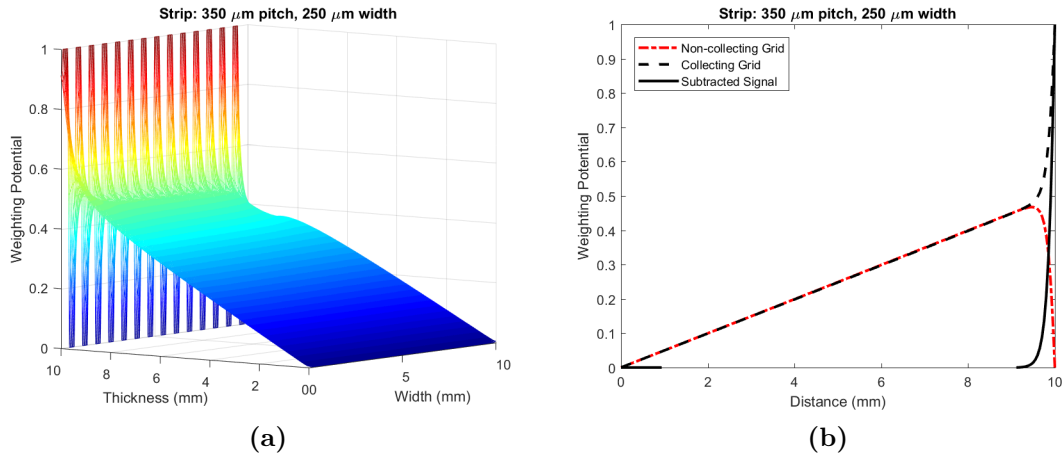 Strip: 350 μm pitch, 250 μm width
1
0.8
0.6
0.4
0.2
0
Weighting Potential
10
8
6
4
2
00
5
10
Thickness (mm)
Width (mm)
(a)
Strip: 350 μm pitch, 250 μm width
Non-collecting Grid
Collecting Grid
Subtracted Signal
1
0.9
0.8
0.7
0.6
0.5
0.4
0.3
0.2
0.1
0
Weighting Potential
0
2
4
6
8
10
Distance (mm)
(b)